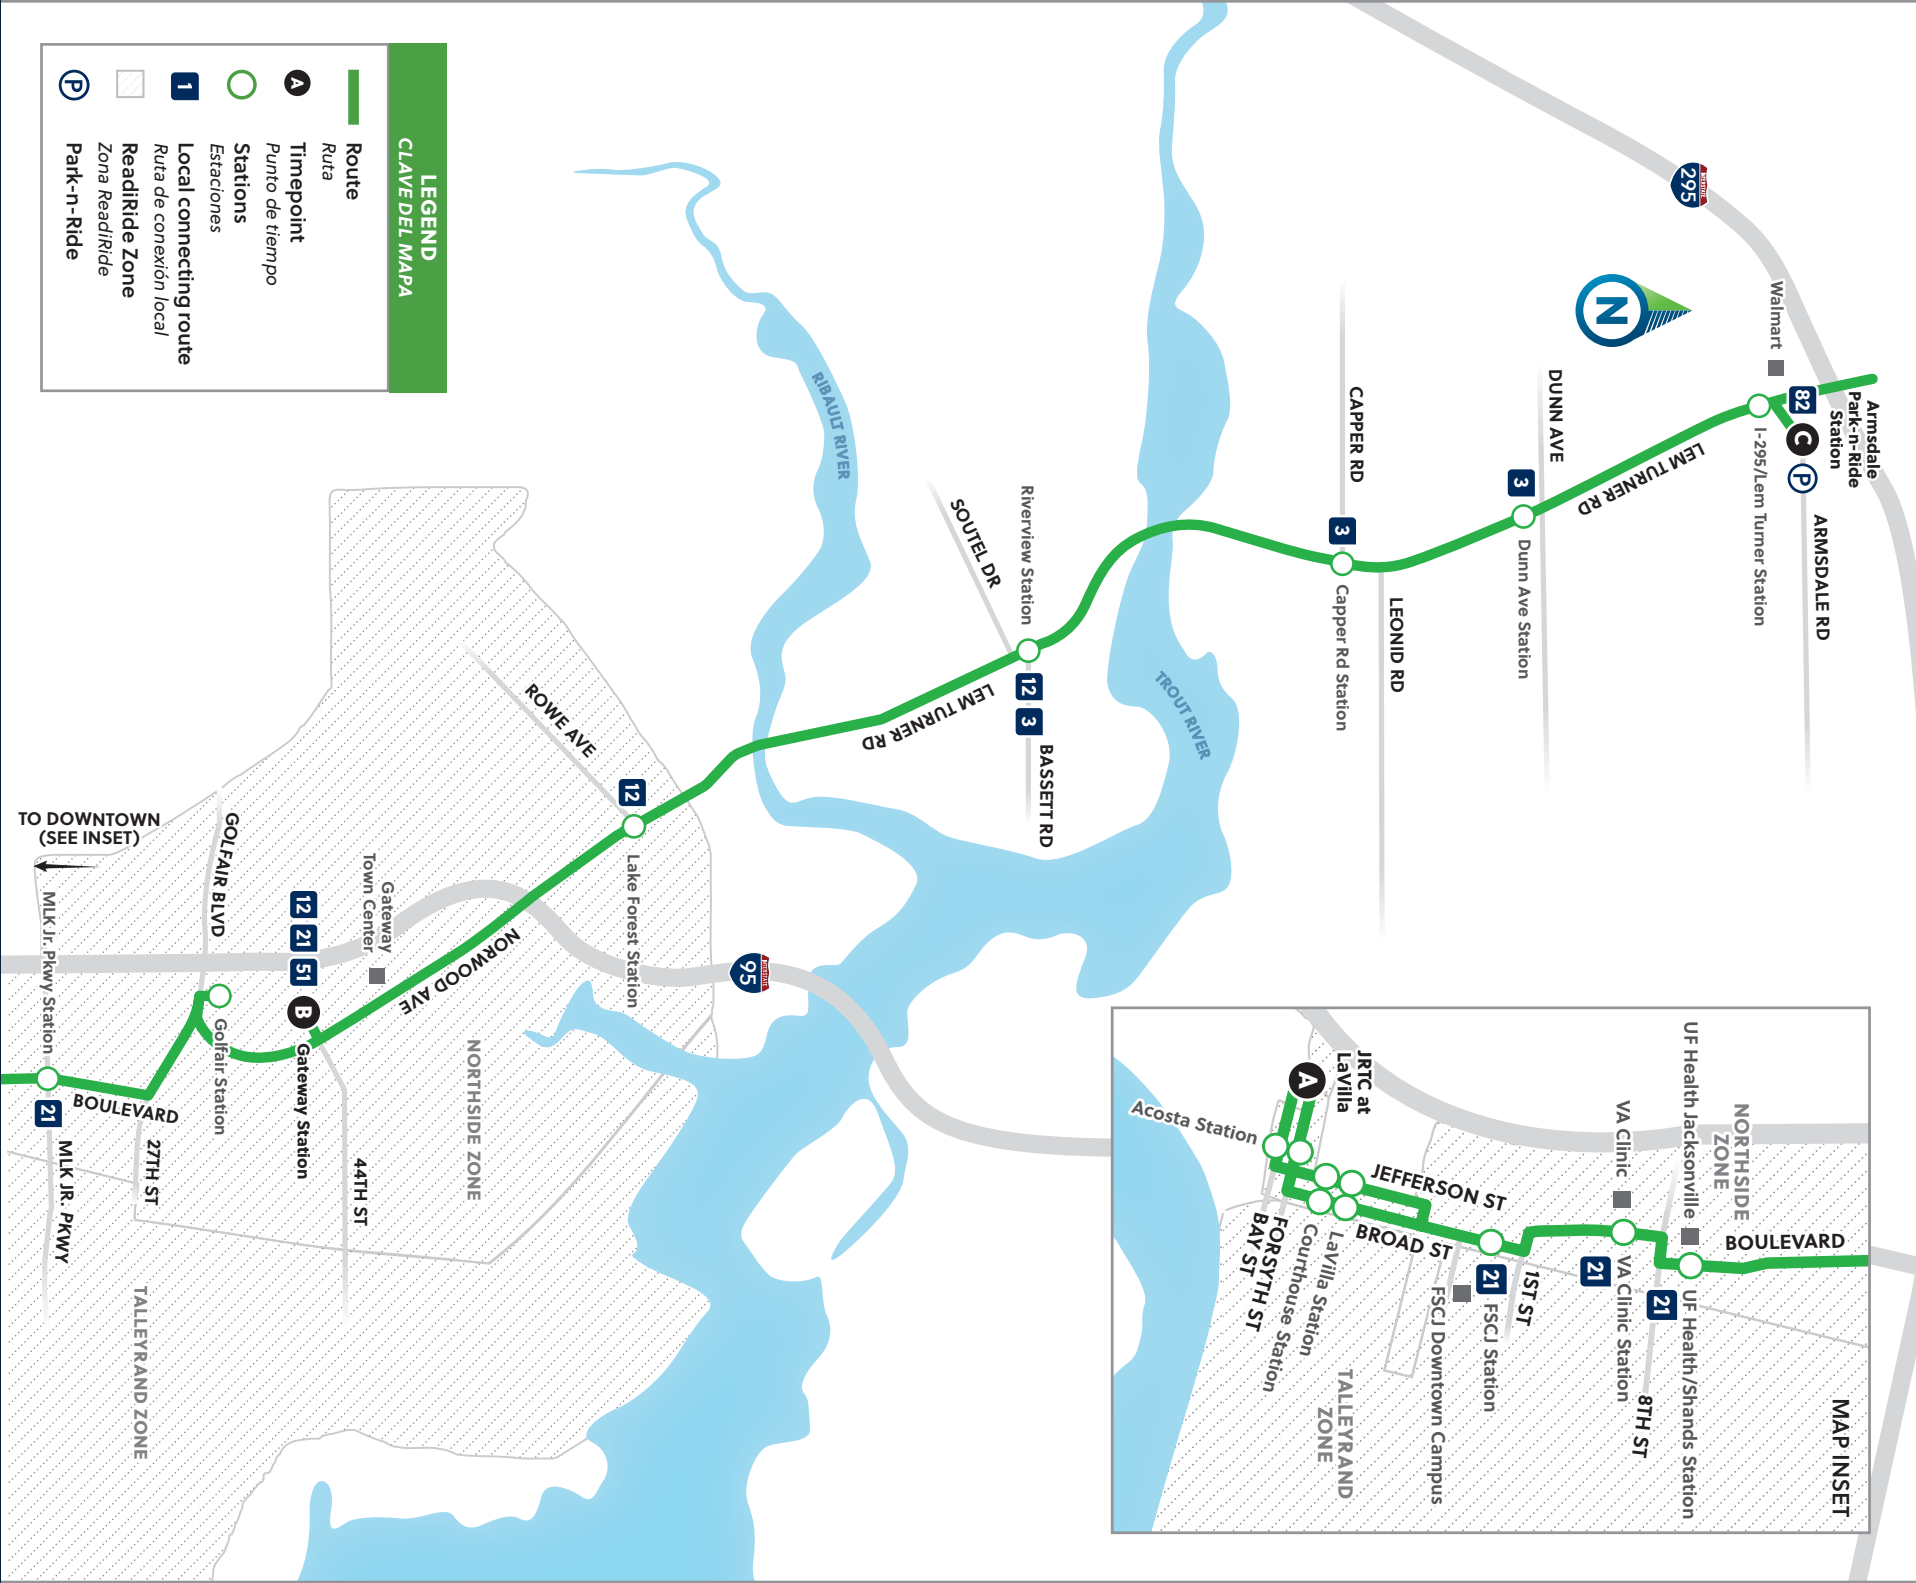 LEGEND
CLAVE DEL MAPA
Route
Ruta
A
Timepoint
Punto de tiempo
Stations
Estaciones
1
Local connecting route
Ruta de conexión local
ReadiRide Zone
Zona ReadiRide
P
Park-n-Ride
INTERSTATE
295
N
Walmart
Armsdale
Park-n-Ride
Station
82
C
P
ARMSDALE RD
I-295/Lem Turner Station
LEM TURNER RD
DUNN AVE
3
Dunn Ave Station
CAPPER RD
3
Capper Rd Station
LEONID RD
TROUT RIVER
Riverview Station
SOUTEL DR
12
3
BASSETT RD
LEM TURNER RD
RIBAULT RIVER
ROWE AVE
12
Lake Forest Station
INTERSTATE
95
NORWOOD AVE
Gateway
Town Center
12
21
51
B
Gateway Station
44TH ST
NORTHSIDE ZONE
GOLFAIR BLVD
Golfair Station
TO DOWNTOWN
(SEE INSET)
MLK Jr. Pkwy Station
21
BOULEVARD
27TH ST
MLK JR. PKWY
TALLEYRAND ZONE
MAP INSET
NORTHSIDE
ZONE
UF Health Jacksonville
BOULEVARD
UF Health/Shands Station
21
8TH ST
VA Clinic
VA Clinic Station
21
1ST ST
21
FSCJ Station
FSCJ Downtown Campus
JEFFERSON ST
BROAD ST
JRTC at
LaVilla
A
Acosta Station
LaVilla Station
Courthouse Station
FORSYTH ST
BAY ST
TALLEYRAND
ZONE